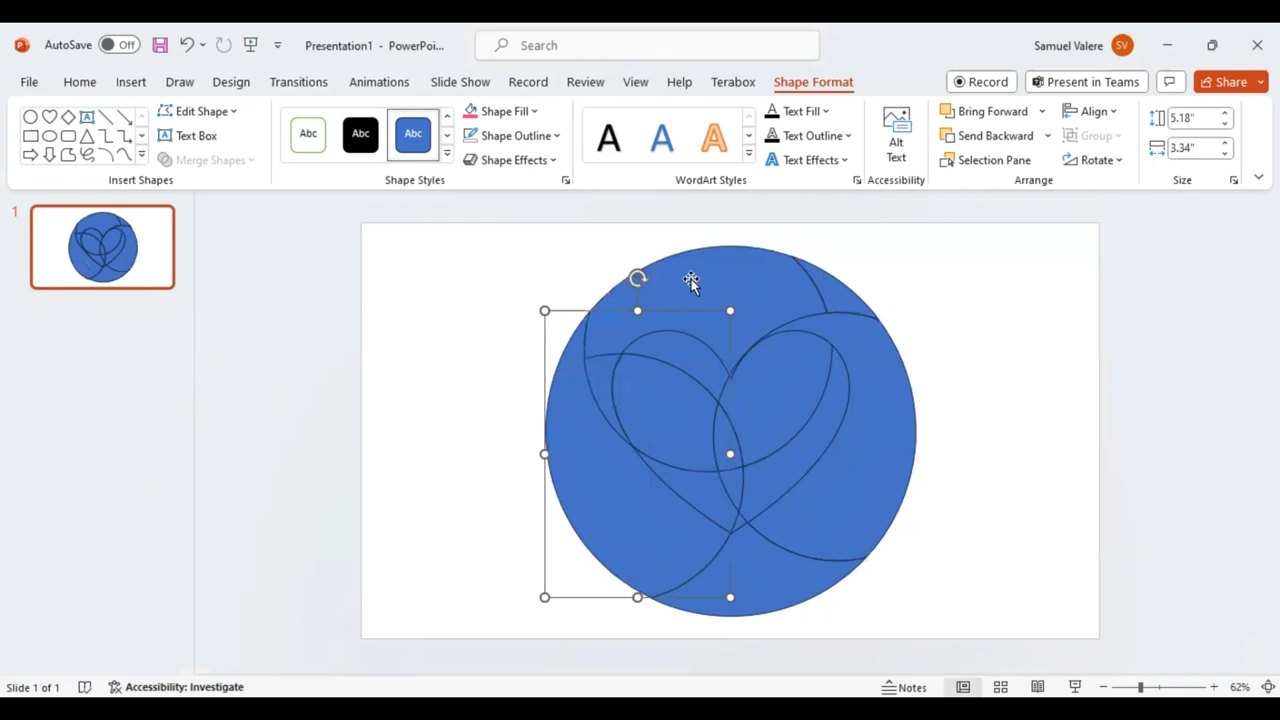 AutoSave Off Presentation1 - PowerPoi... Search Samuel Valere SV
File Home Insert Draw Design Transitions Animations Slide Show Record Review View Help Terabox Shape Format Record Present in Teams Share
Edit Shape
Text Box
Merge Shapes
Insert Shapes
Abc Abc Abc
Shape Fill
Shape Outline
Shape Effects
Shape Styles
A A A
Text Fill
Text Outline
Text Effects
WordArt Styles
Alt
Text
Accessibility
Bring Forward
Send Backward
Selection Pane
Align
Group
Rotate
Arrange
5.18"
3.34"
Size
1
Slide 1 of 1 Accessibility: Investigate Notes 62%